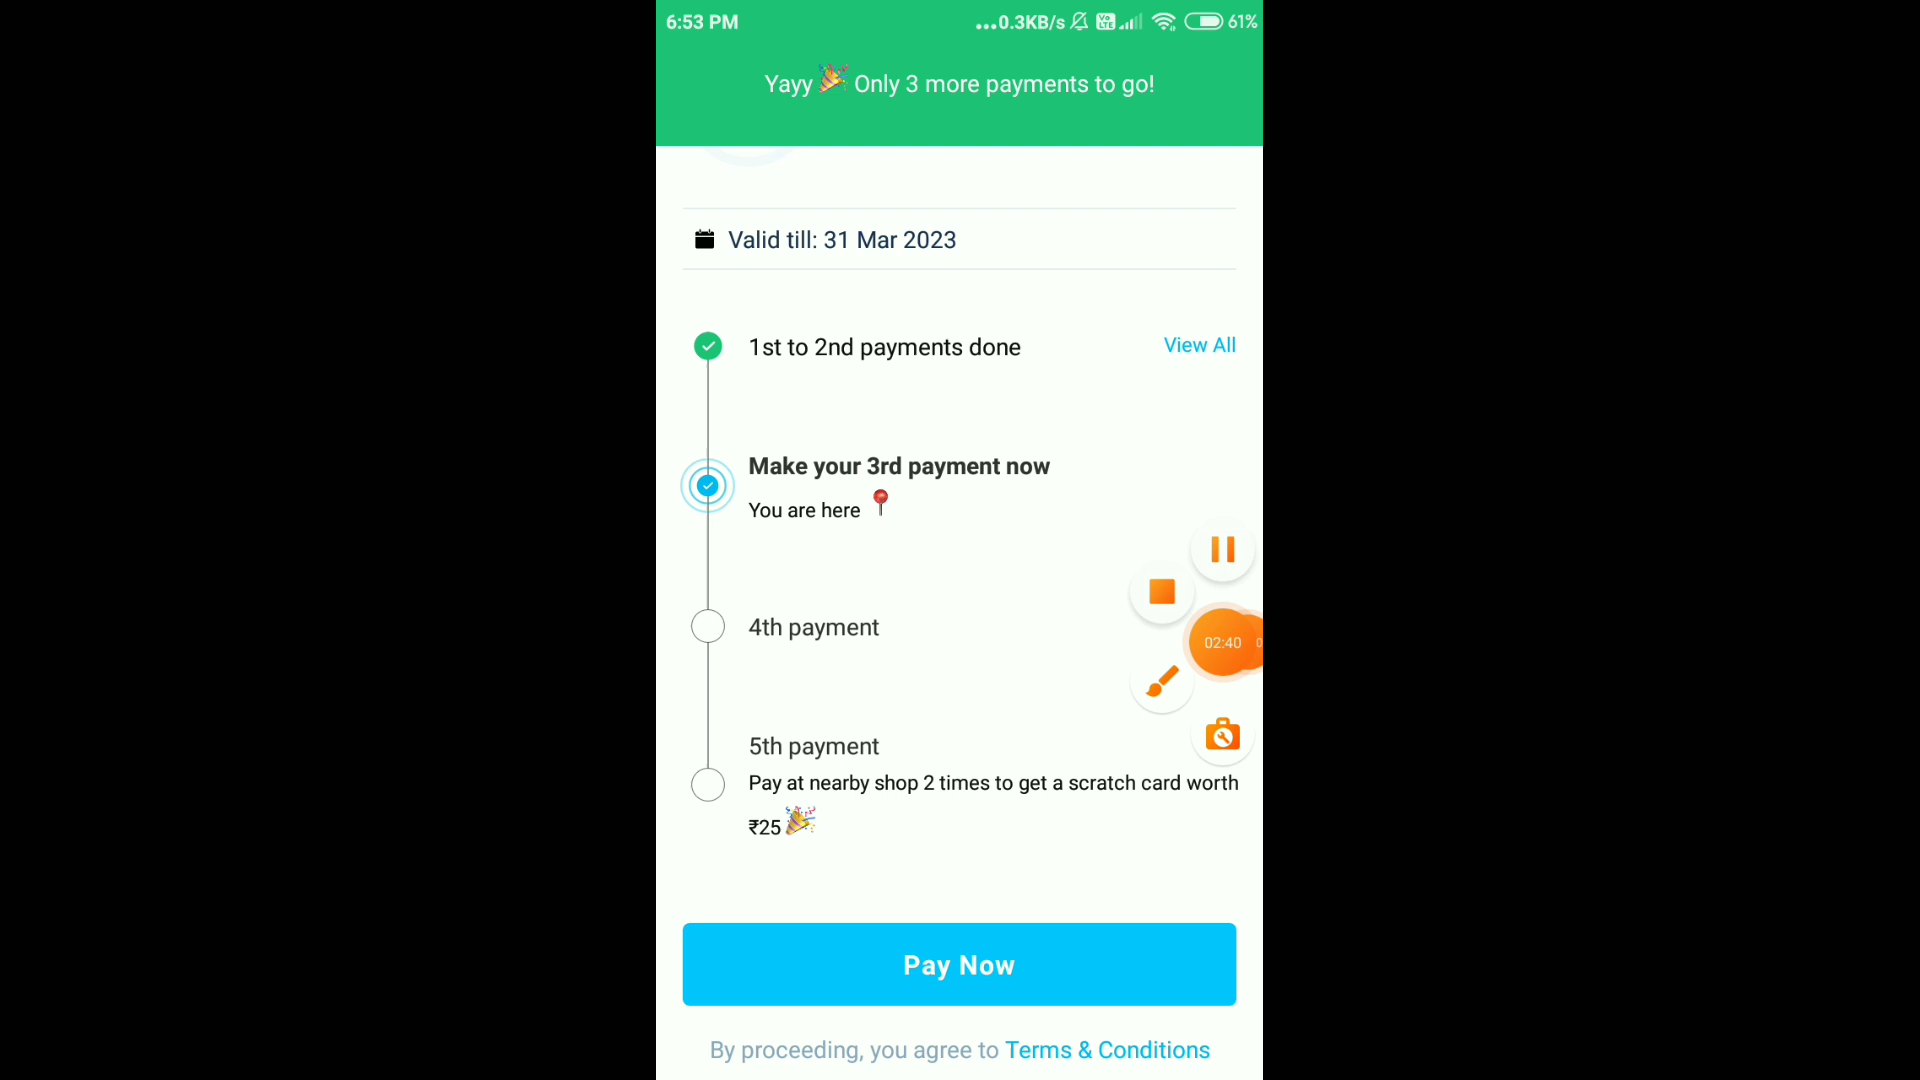 6:53 PM ...0.3KB/s Vo LTE 61%
Yayy 🎉 Only 3 more payments to go!
Valid till: 31 Mar 2023
1st to 2nd payments done View All
Make your 3rd payment now
You are here 📍
4th payment
02:40 0
5th payment
Pay at nearby shop 2 times to get a scratch card worth
₹25 🎉
Pay Now
By proceeding, you agree to Terms & Conditions